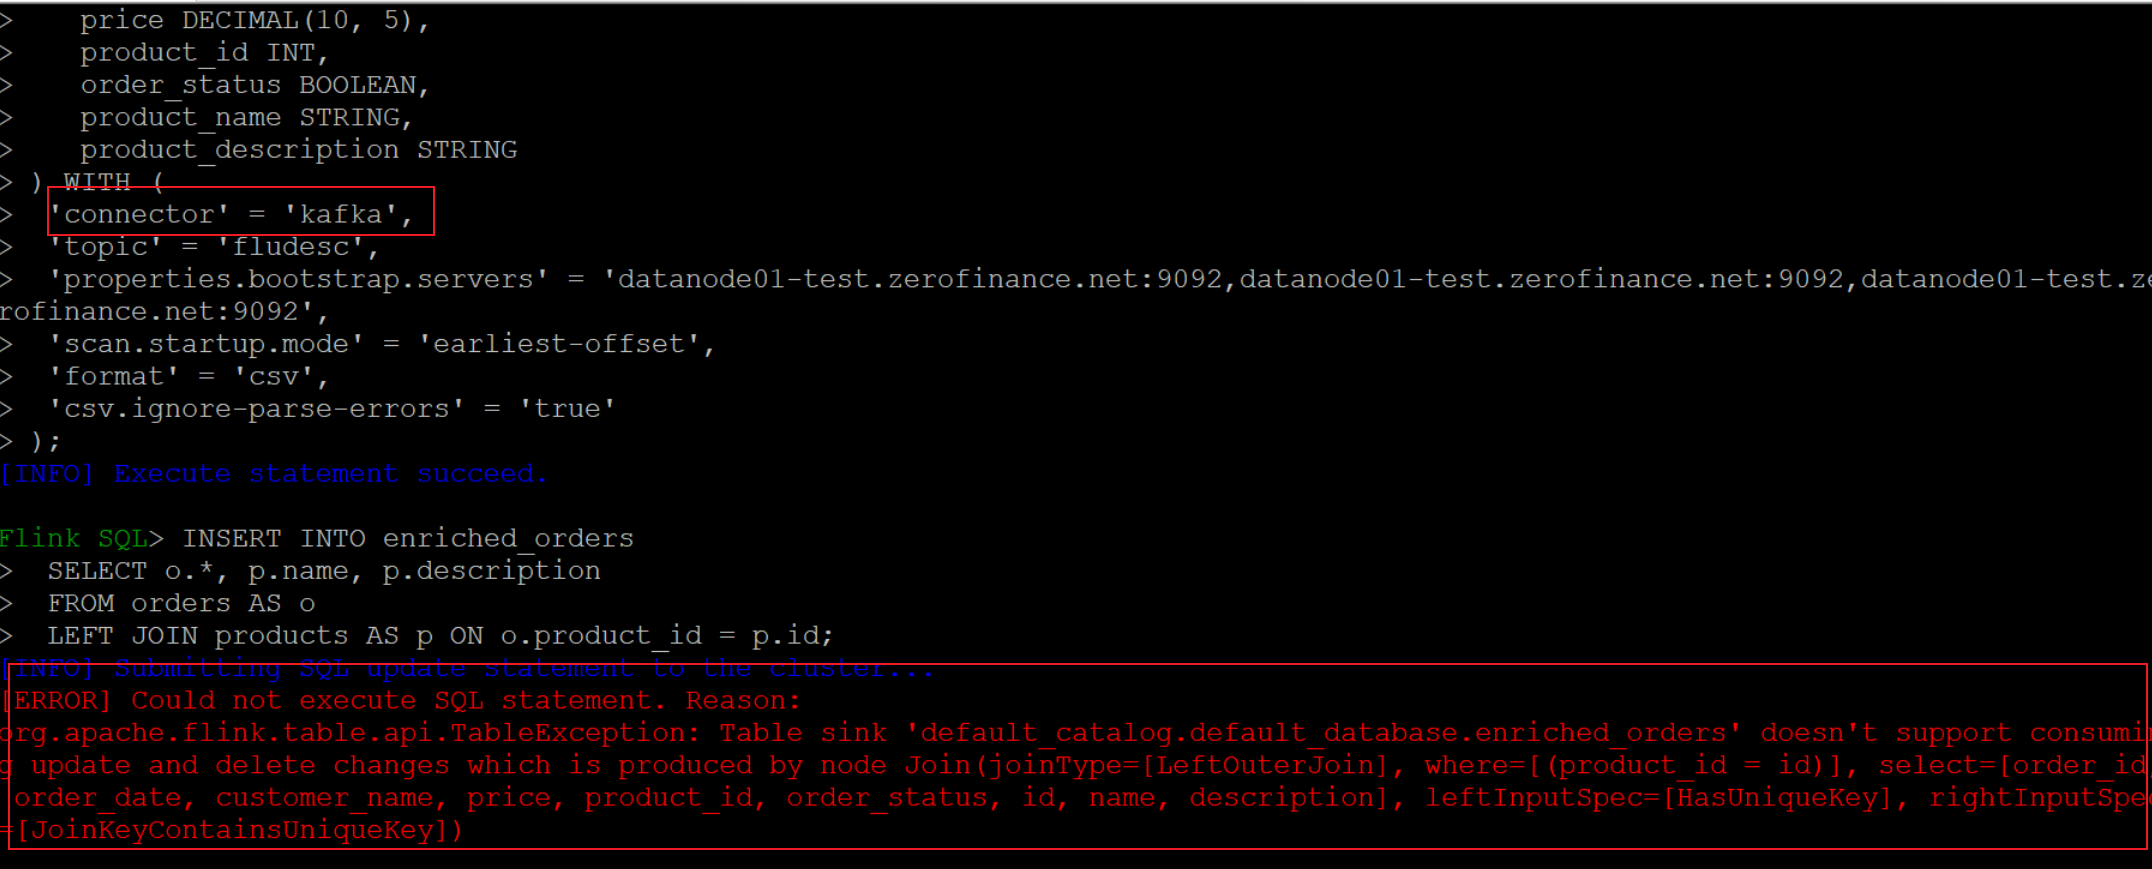 >    price DECIMAL(10, 5),
>    product_id INT,
>    order_status BOOLEAN,
>    product_name STRING,
>    product_description STRING
> ) WITH (
>  'connector' = 'kafka',
>  'topic' = 'fludesc',
>  'properties.bootstrap.servers' = 'datanode01-test.zerofinance.net:9092,datanode01-test.zerofinance.net:9092,datanode01-test.ze
rofinance.net:9092',
>  'scan.startup.mode' = 'earliest-offset',
>  'format' = 'csv',
>  'csv.ignore-parse-errors' = 'true'
> );
[INFO] Execute statement succeed.
Flink SQL> INSERT INTO enriched_orders
>  SELECT o.*, p.name, p.description
>  FROM orders AS o
>  LEFT JOIN products AS p ON o.product_id = p.id;
[INFO] Submitting SQL update statement to the cluster...
[ERROR] Could not execute SQL statement. Reason:
org.apache.flink.table.api.TableException: Table sink 'default_catalog.default_database.enriched_orders' doesn't support consumin
g update and delete changes which is produced by node Join(joinType=[LeftOuterJoin], where=[(product_id = id)], select=[order_id
order_date, customer_name, price, product_id, order_status, id, name, description], leftInputSpec=[HasUniqueKey], rightInputSpec
=[JoinKeyContainsUniqueKey])